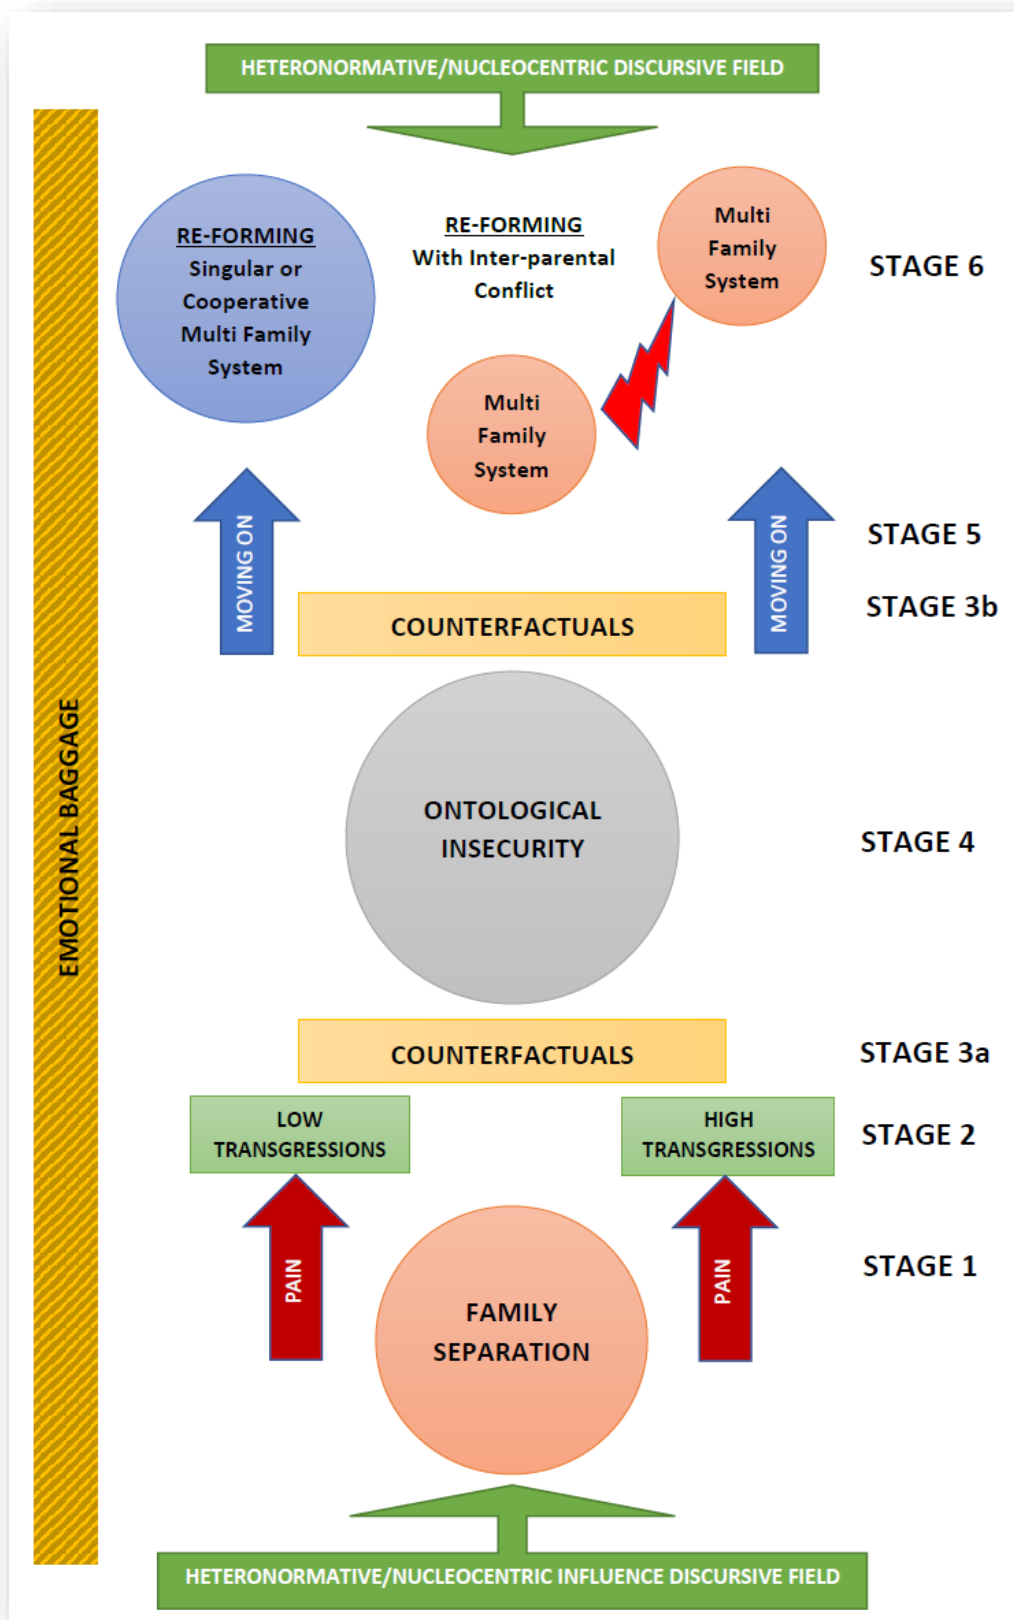 HETERONORMATIVE/NUCLEOCENTRIC DISCURSIVE FIELD
RE-FORMING
Singular or
Cooperative
Multi Family
System
RE-FORMING
With Inter-parental
Conflict
Multi
Family
System
STAGE 6
Multi
Family
System
MOVING ON
MOVING ON
STAGE 5
COUNTERFACTUALS
STAGE 3b
EMOTIONAL BAGGAGE
ONTOLOGICAL
INSECURITY
STAGE 4
COUNTERFACTUALS
STAGE 3a
LOW
TRANSGRESSIONS
HIGH
TRANSGRESSIONS
STAGE 2
PAIN
PAIN
STAGE 1
FAMILY
SEPARATION
HETERONORMATIVE/NUCLEOCENTRIC INFLUENCE DISCURSIVE FIELD